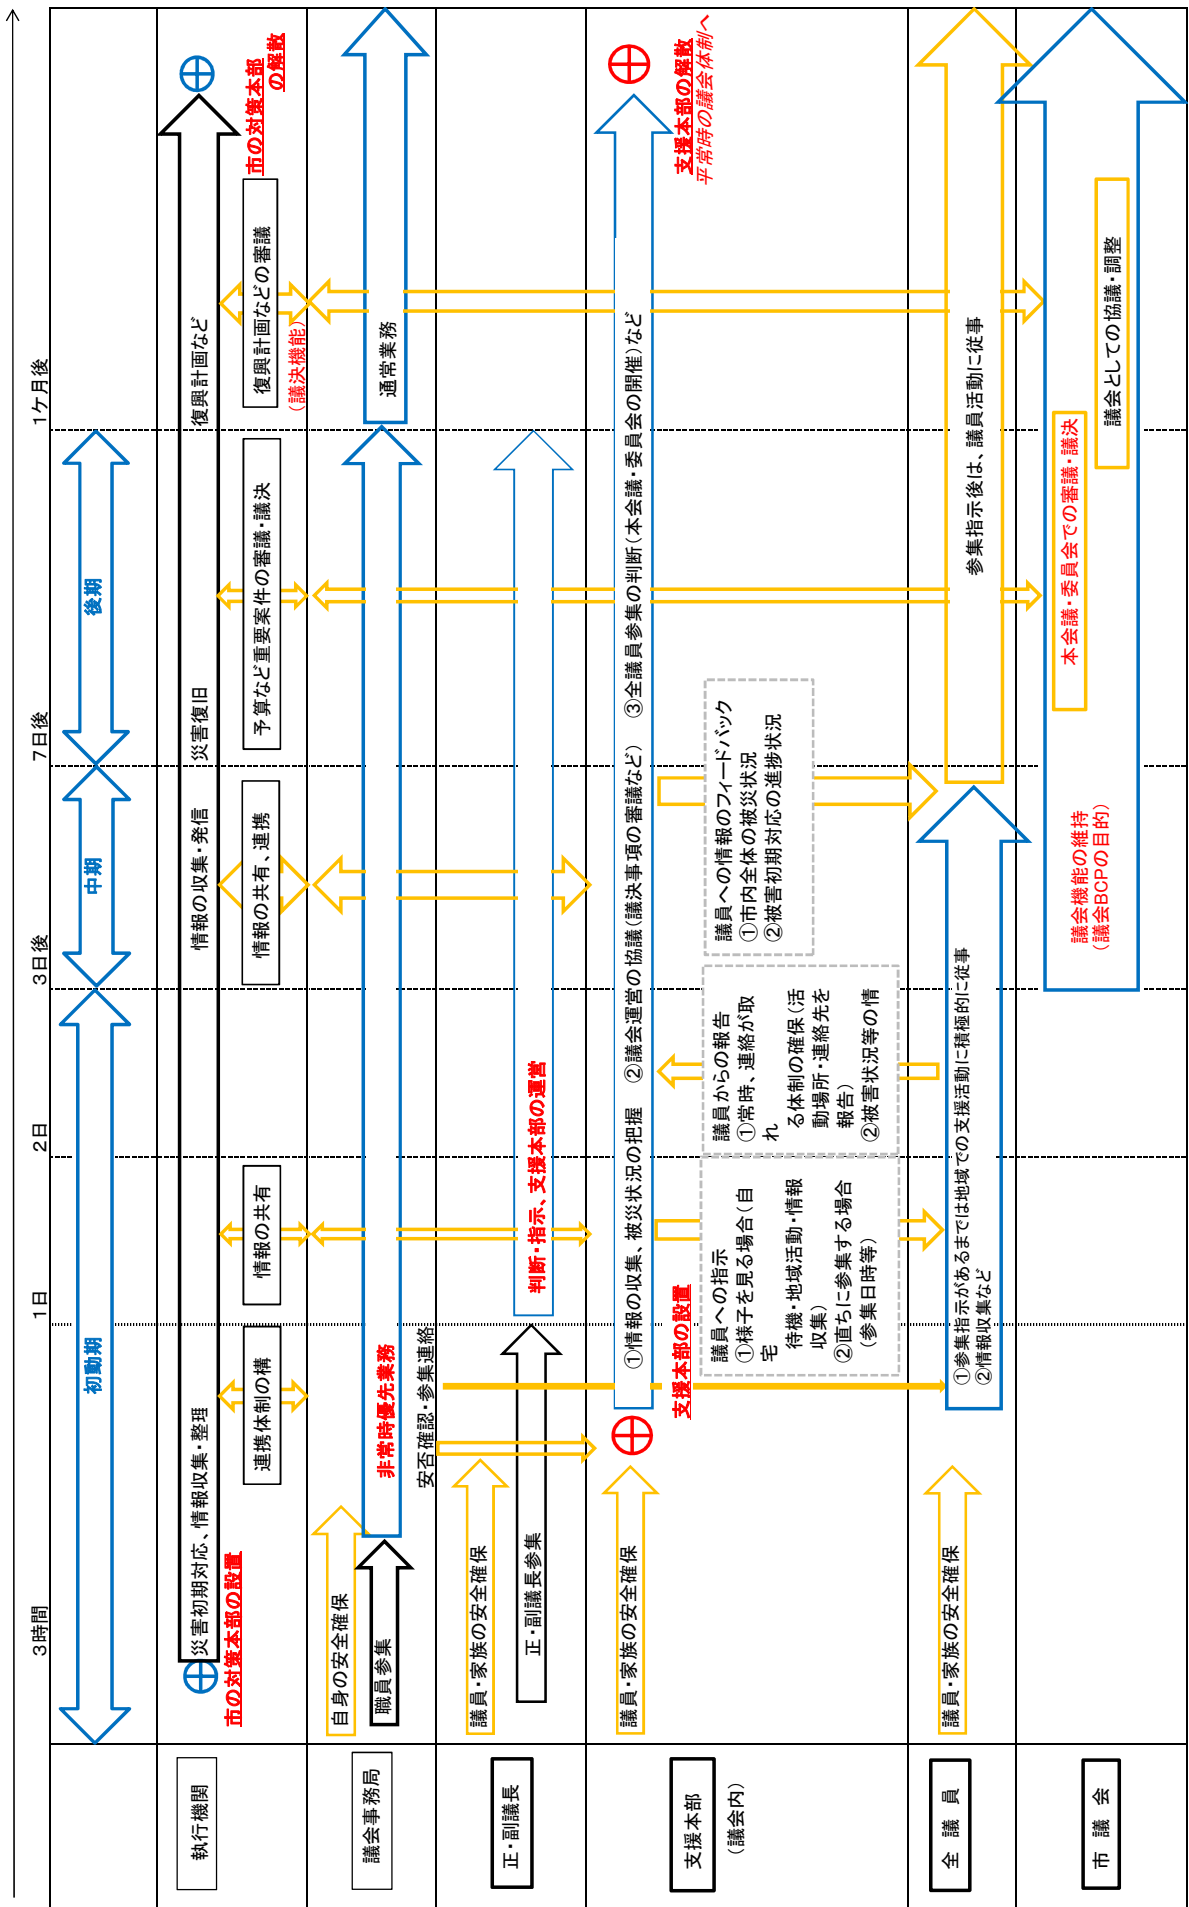 3時間
1日
2日
3日後
7日後
1ケ月後
初動期
中期
後期
執行機関
災害初期対応、情報収集・整理
情報の収集・発信
災害復旧
復興計画など
市の対策本部の設置
連携体制の構
情報の共有
情報の共有、連携
予算など重要案件の審議・議決
復興計画などの審議
(議決機能)
市の対策本部
の解散
議会事務局
自身の安全確保
職員参集
非常時優先業務
通常業務
安否確認・参集連絡
正・副議長
議員・家族の安全確保
正・副議長参集
判断・指示、支援本部の運営
支援本部
(議会内)
議員・家族の安全確保
①情報の収集、被災状況の把握
②議会運営の協議(議決事項の審議など)
③全議員参集の判断(本会議・委員会の開催)など
支援本部の設置
支援本部の解散
平常時の議会体制へ
議員への指示
①様子を見る場合(自
宅
待機・地域活動・情報
収集)
②直ちに参集する場合
(参集日時等)
議員からの報告
①常時、連絡が取
れ
る体制の確保(活
動場所・連絡先を
報告)
②被害状況等の情
議員への情報のフィードバック
①市内全体の被災状況
②被害初期対応の進捗状況
全議員
議員・家族の安全確保
①参集指示があるまでは地域での支援活動に積極的に従事
②情報収集など
参集指示後は、議員活動に従事
市議会
議会機能の維持
(議会BCPの目的)
本会議・委員会での審議・議決
議会としての協議・調整